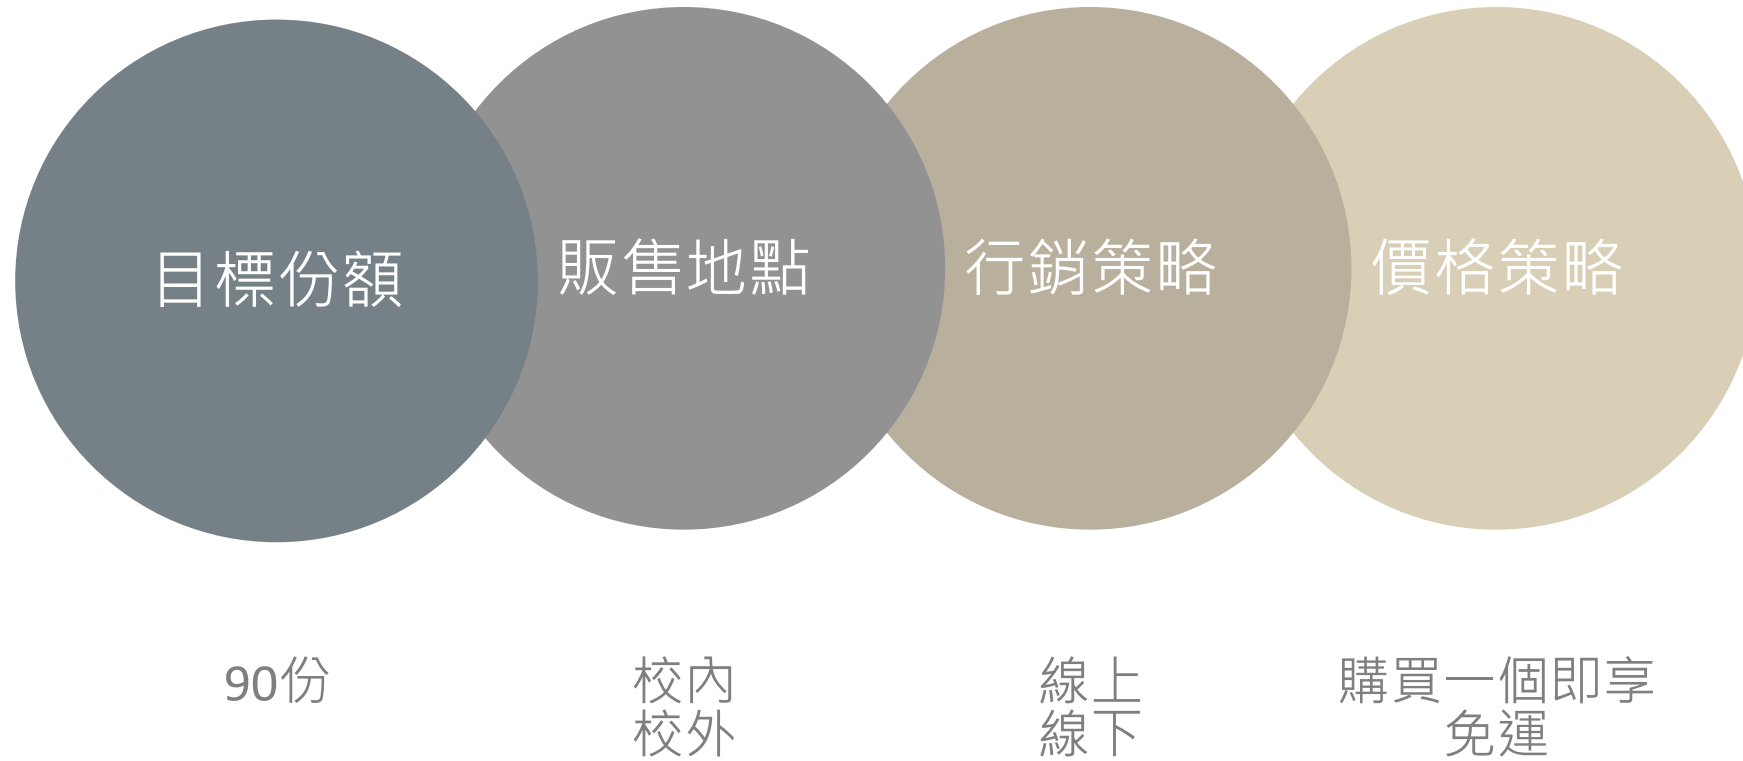 目標份額
販售地點
行銷策略
價格策略
90份
校內
校外
線上
線下
購買一個即享
免運